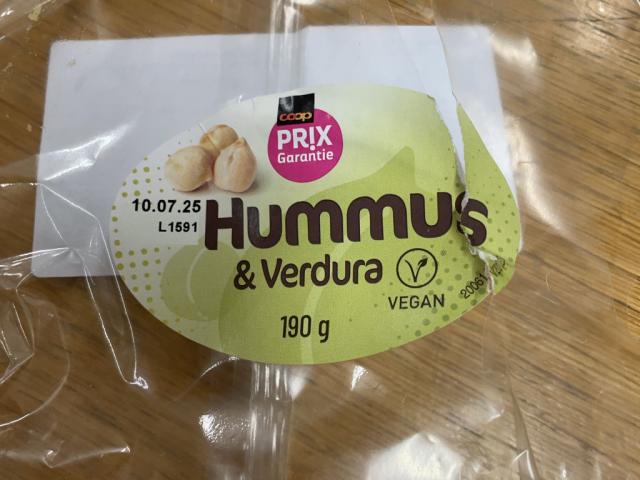 coop
PRIX
Garantie
10.07.25
L1591
Hummus
& Verdura
VEGAN
190 g